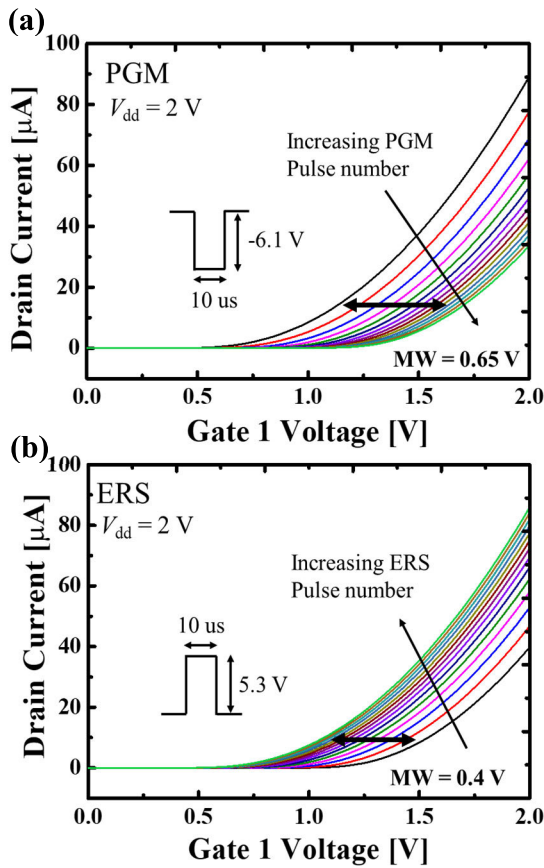 (a)
100
80
60
40
20
0
Drain Current [μA]
PGM
Vdd = 2 V
Increasing PGM
Pulse number
-6.1 V
10 us
MW = 0.65 V
0.0 0.5 1.0 1.5 2.0
Gate 1 Voltage [V]
(b)
100
80
60
40
20
0
Drain Current [μA]
ERS
Vdd = 2 V
Increasing ERS
Pulse number
10 us
5.3 V
MW = 0.4 V
0.0 0.5 1.0 1.5 2.0
Gate 1 Voltage [V]